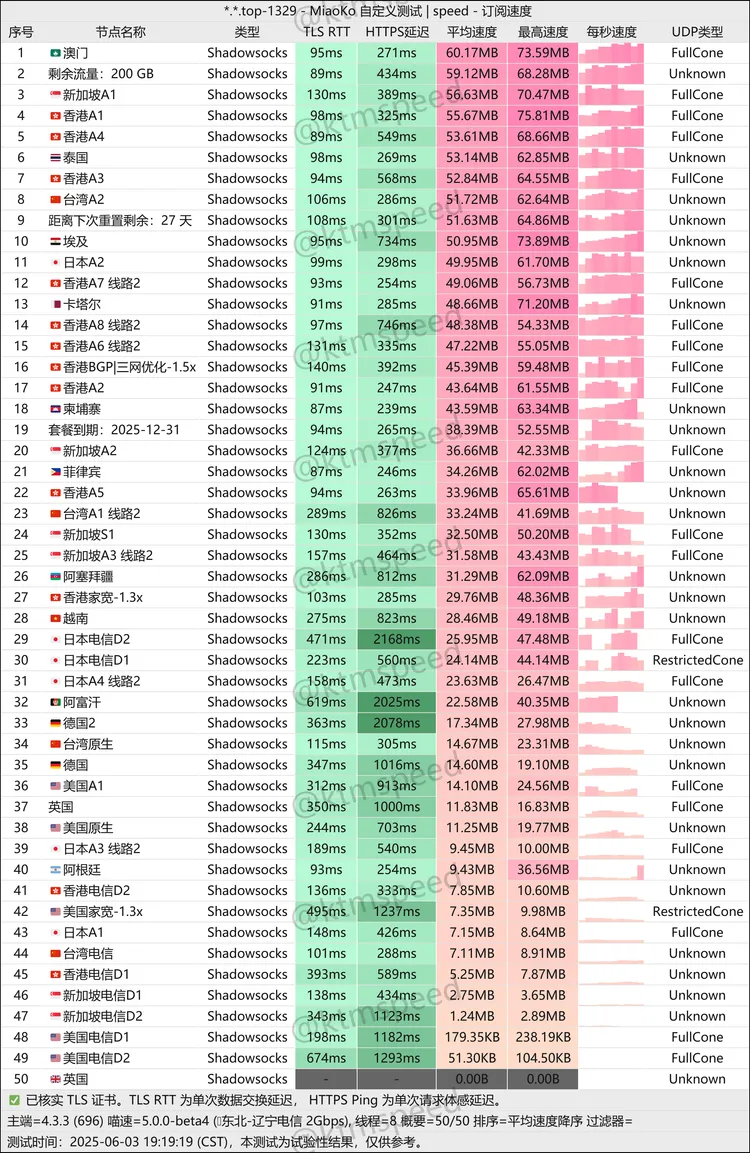 *.*.top-1329 - MiaoKo 自定义测试 | speed - 订阅速度
序号 节点名称 类型 TLS RTT HTTPS延迟 平均速度 最高速度 每秒速度 UDP类型
1 澳门 Shadowsocks 95ms 271ms 60.17MB 73.59MB FullCone
2 剩余流量：200 GB Shadowsocks 89ms 434ms 59.12MB 68.28MB Unknown
3 新加坡A1 Shadowsocks 130ms 389ms 56.63MB 70.47MB FullCone
4 香港A1 Shadowsocks 98ms 325ms 55.67MB 75.81MB FullCone
5 香港A4 Shadowsocks 89ms 549ms 53.61MB 68.66MB FullCone
6 泰国 Shadowsocks 98ms 269ms 53.14MB 62.85MB Unknown
7 香港A3 Shadowsocks 94ms 568ms 52.84MB 64.55MB FullCone
8 台湾A2 Shadowsocks 106ms 286ms 51.72MB 62.64MB Unknown
9 距离下次重置剩余：27 天 Shadowsocks 108ms 301ms 51.63MB 64.86MB Unknown
10 埃及 Shadowsocks 95ms 734ms 50.95MB 73.89MB Unknown
11 日本A2 Shadowsocks 99ms 298ms 49.95MB 61.70MB Unknown
12 香港A7 线路2 Shadowsocks 93ms 254ms 49.06MB 56.73MB FullCone
13 卡塔尔 Shadowsocks 91ms 285ms 48.66MB 71.20MB Unknown
14 香港A8 线路2 Shadowsocks 97ms 746ms 48.38MB 54.33MB FullCone
15 香港A6 线路2 Shadowsocks 131ms 335ms 47.22MB 55.05MB FullCone
16 香港BGP|三网优化-1.5x Shadowsocks 140ms 392ms 45.39MB 59.48MB FullCone
17 香港A2 Shadowsocks 91ms 247ms 43.64MB 61.55MB FullCone
18 柬埔寨 Shadowsocks 87ms 239ms 43.59MB 63.34MB Unknown
19 套餐到期：2025-12-31 Shadowsocks 94ms 265ms 38.39MB 52.55MB Unknown
20 新加坡A2 Shadowsocks 124ms 377ms 36.66MB 42.33MB FullCone
21 菲律宾 Shadowsocks 87ms 246ms 34.26MB 62.02MB Unknown
22 香港A5 Shadowsocks 94ms 263ms 33.96MB 65.61MB Unknown
23 台湾A1 线路2 Shadowsocks 289ms 826ms 33.24MB 41.69MB FullCone
24 新加坡S1 Shadowsocks 130ms 352ms 32.50MB 50.20MB FullCone
25 新加坡A3 线路2 Shadowsocks 157ms 464ms 31.58MB 43.43MB FullCone
26 阿塞拜疆 Shadowsocks 286ms 812ms 31.29MB 62.09MB Unknown
27 香港家宽-1.3x Shadowsocks 103ms 285ms 29.76MB 48.36MB FullCone
28 越南 Shadowsocks 275ms 823ms 28.46MB 49.18MB Unknown
29 日本电信D2 Shadowsocks 471ms 2168ms 25.95MB 47.48MB FullCone
30 日本电信D1 Shadowsocks 223ms 560ms 24.14MB 44.14MB RestrictedCone
31 日本A4 线路2 Shadowsocks 158ms 473ms 23.63MB 26.47MB FullCone
32 阿富汗 Shadowsocks 619ms 2025ms 22.58MB 40.35MB Unknown
33 德国2 Shadowsocks 363ms 2078ms 17.34MB 27.98MB Unknown
34 台湾原生 Shadowsocks 115ms 305ms 14.67MB 23.31MB Unknown
35 德国 Shadowsocks 347ms 1016ms 14.60MB 19.10MB Unknown
36 美国A1 Shadowsocks 312ms 913ms 14.10MB 24.56MB FullCone
37 英国 Shadowsocks 350ms 1000ms 11.83MB 16.83MB FullCone
38 美国原生 Shadowsocks 244ms 703ms 11.25MB 19.77MB Unknown
39 日本A3 线路2 Shadowsocks 189ms 540ms 9.45MB 10.00MB FullCone
40 阿根廷 Shadowsocks 93ms 254ms 9.43MB 36.56MB Unknown
41 香港电信D2 Shadowsocks 136ms 333ms 7.85MB 10.60MB Unknown
42 美国家宽-1.3x Shadowsocks 495ms 1237ms 7.35MB 9.98MB RestrictedCone
43 日本A1 Shadowsocks 148ms 426ms 7.15MB 8.64MB FullCone
44 台湾电信 Shadowsocks 101ms 288ms 7.11MB 8.91MB Unknown
45 香港电信D1 Shadowsocks 393ms 589ms 5.25MB 7.87MB Unknown
46 新加坡电信D1 Shadowsocks 138ms 434ms 2.75MB 3.65MB Unknown
47 新加坡电信D2 Shadowsocks 343ms 1123ms 1.24MB 2.89MB Unknown
48 美国电信D1 Shadowsocks 198ms 1182ms 179.35KB 238.19KB FullCone
49 美国电信D2 Shadowsocks 674ms 1293ms 51.30KB 104.50KB FullCone
50 英国 Shadowsocks - - 0.00B 0.00B Unknown
已核实 TLS 证书。TLS RTT 为单次数据交换延迟， HTTPS Ping 为单次请求体感延迟。
主端=4.3.3 (696) 喵速=5.0.0-beta4 (东北-辽宁电信 2Gbps), 线程=8 概要=50/50 排序=平均速度降序 过滤器=
测试时间：2025-06-03 19:19:19 (CST)，本测试为试验性结果，仅供参考。
@ktmspeed
@ktmspeed
@ktmspeed
@ktmspeed
@ktmspeed
@ktmspeed
@ktmspeed
@ktmspeed
@ktmspeed